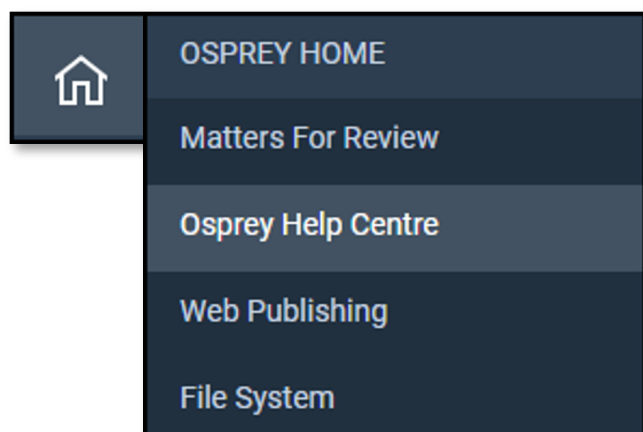 OSPREY HOME
Matters For Review
Osprey Help Centre
Web Publishing
File System